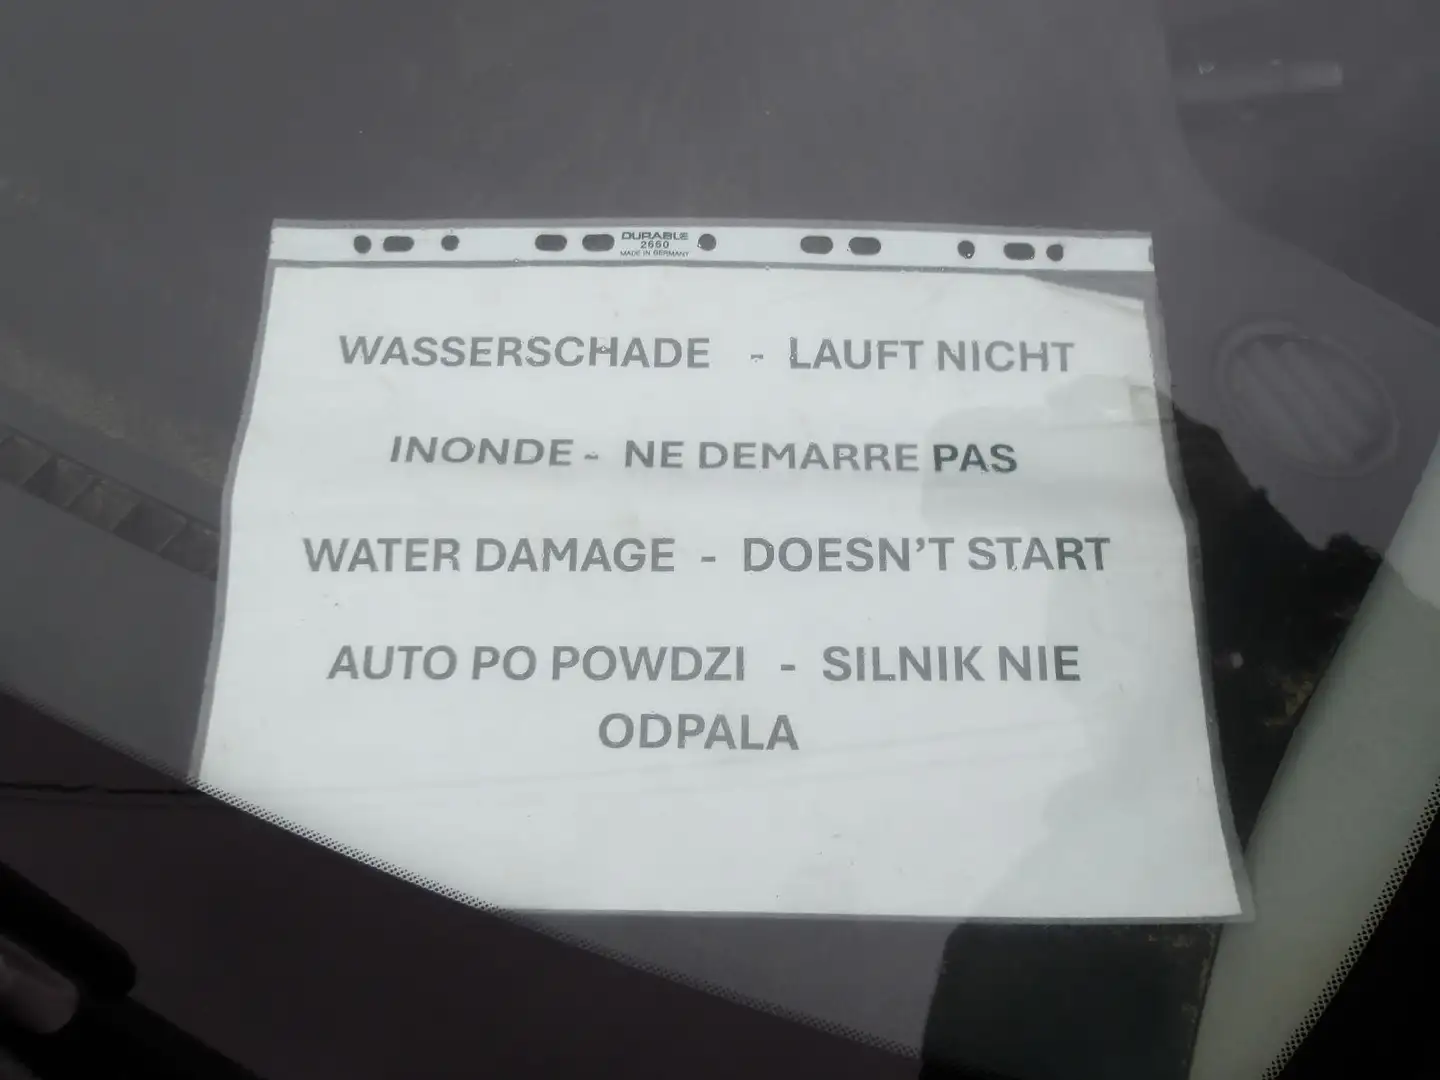 DURABLE
2660
MADE IN GERMANY
WASSERSCHADE - LAUFT NICHT
INONDE - NE DEMARRE PAS
WATER DAMAGE - DOESN'T START
AUTO PO POWDZI - SILNIK NIE
ODPALA